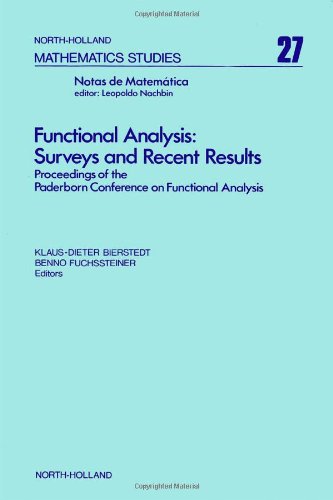 NORTH-HOLLAND
MATHEMATICS STUDIES
27
Notas de Matemática
editor: Leopoldo Nachbin
Functional Analysis:
Surveys and Recent Results
Proceedings of the
Paderborn Conference on Functional Analysis
KLAUS-DIETER BIERSTEDT
BENNO FUCHSSTEINER
Editors
NORTH-HOLLAND